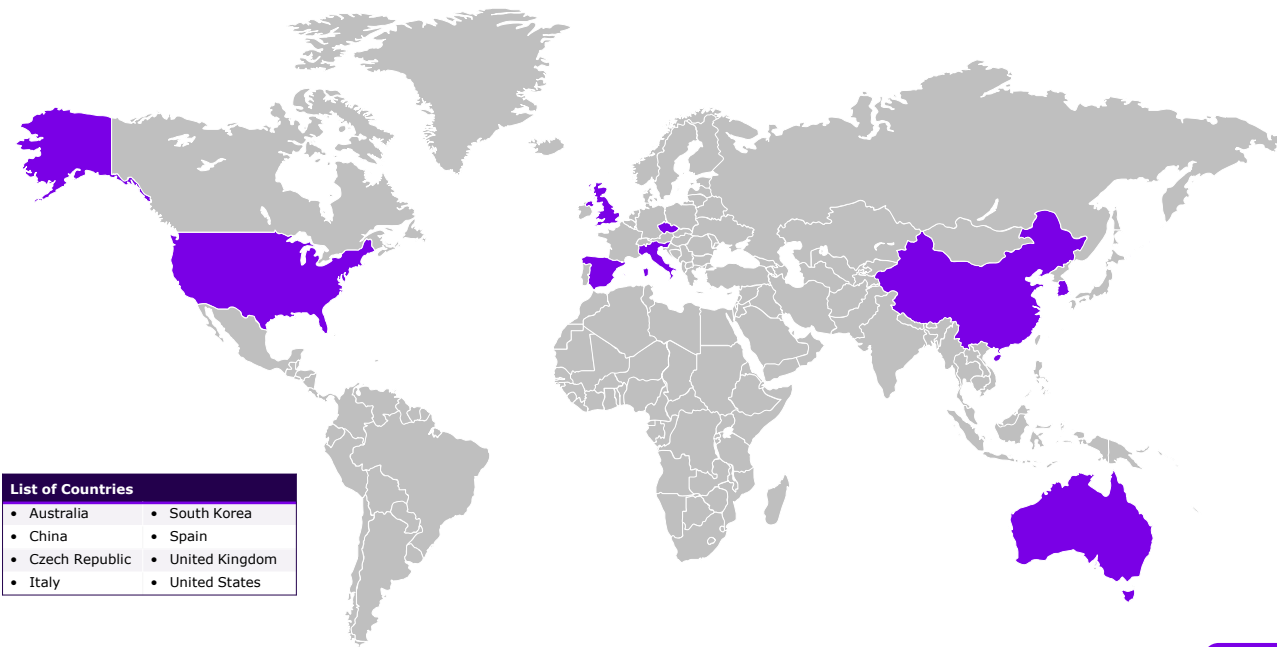 List of Countries
• Australia • South Korea
• China • Spain
• Czech Republic • United Kingdom
• Italy • United States